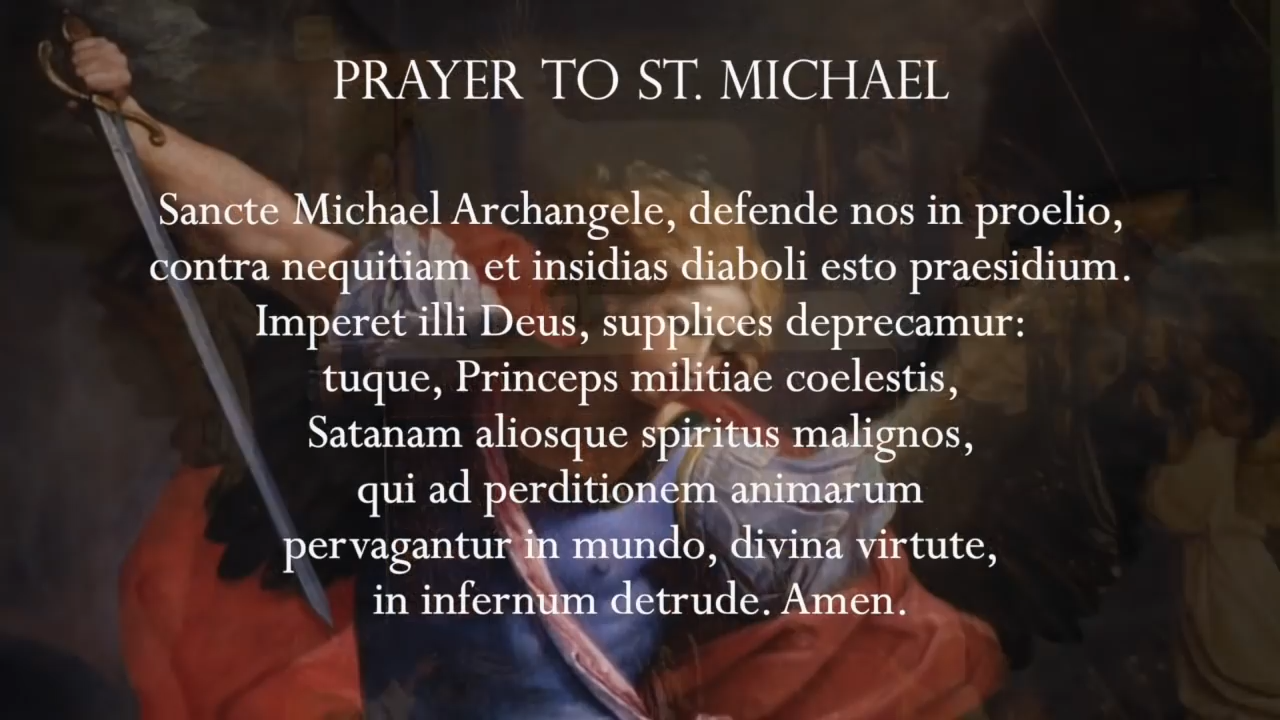 PRAYER TO ST. MICHAEL
Sancte Michael Archangele, defende nos in proelio,
contra nequitiam et insidias diaboli esto praesidium.
Imperet illi Deus, supplices deprecamur:
tuque, Princeps militiae coelestis,
Satanam aliosque spiritus malignos,
qui ad perditionem animarum
pervagantur in mundo, divina virtute,
in infernum detrude. Amen.